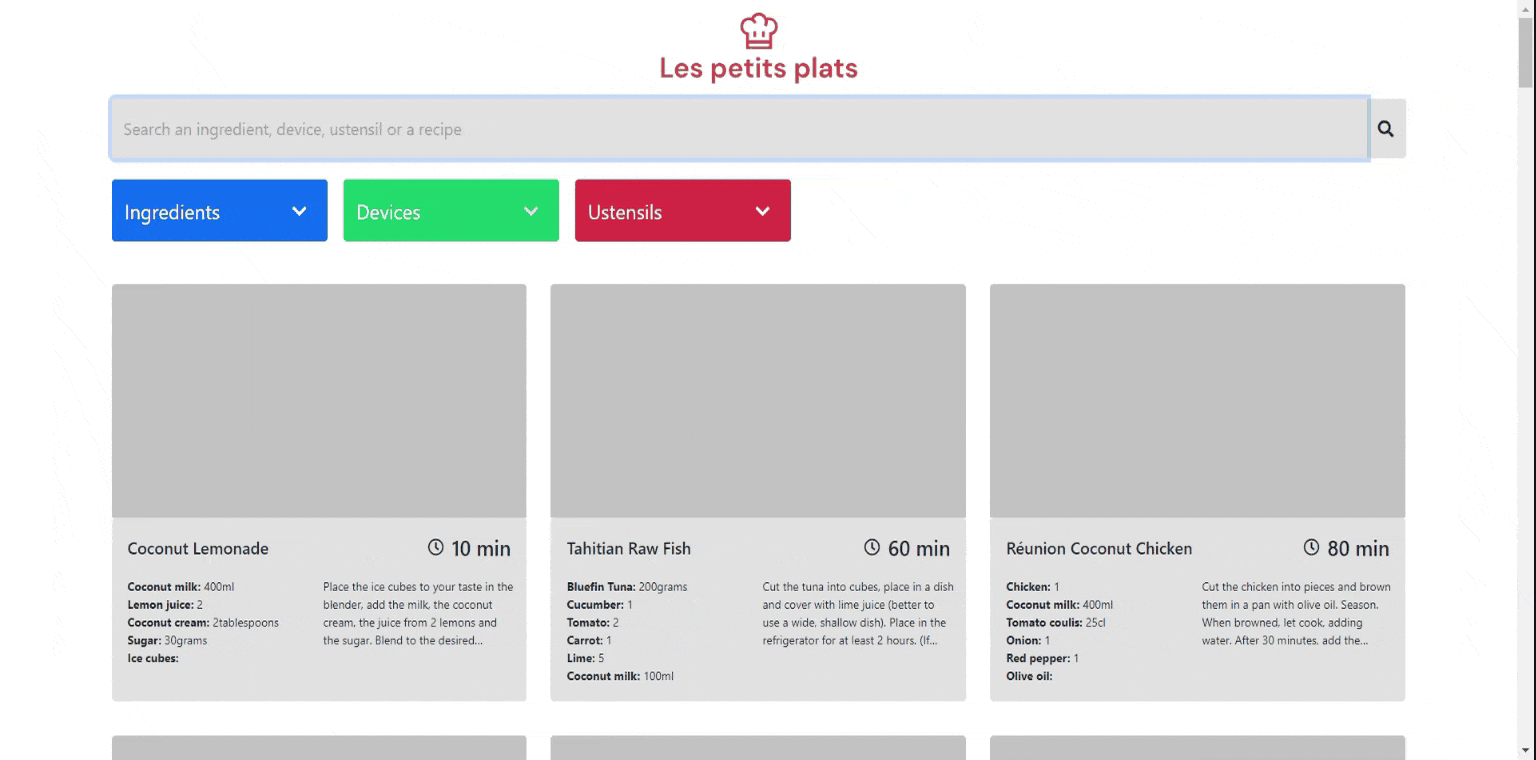 Les petits plats
Search an ingredient, device, ustensil or a recipe
Ingredients
Devices
Ustensils
Coconut Lemonade
10 min
Coconut milk: 400ml
Lemon juice: 2
Coconut cream: 2tablespoons
Sugar: 30grams
Ice cubes:
Place the ice cubes to your taste in the
blender, add the milk, the coconut
cream, the juice from 2 lemons and
the sugar. Blend to the desired...
Tahitian Raw Fish
60 min
Bluefin Tuna: 200grams
Cucumber: 1
Tomato: 2
Carrot: 1
Lime: 5
Coconut milk: 100ml
Cut the tuna into cubes, place in a dish
and cover with lime juice (better to
use a wide, shallow dish). Place in the
refrigerator for at least 2 hours. (If...
Réunion Coconut Chicken
80 min
Chicken: 1
Coconut milk: 400ml
Tomato coulis: 25cl
Onion: 1
Red pepper: 1
Olive oil:
Cut the chicken into pieces and brown
them in a pan with olive oil. Season.
When browned, let cook, adding
water. After 30 minutes, add the...